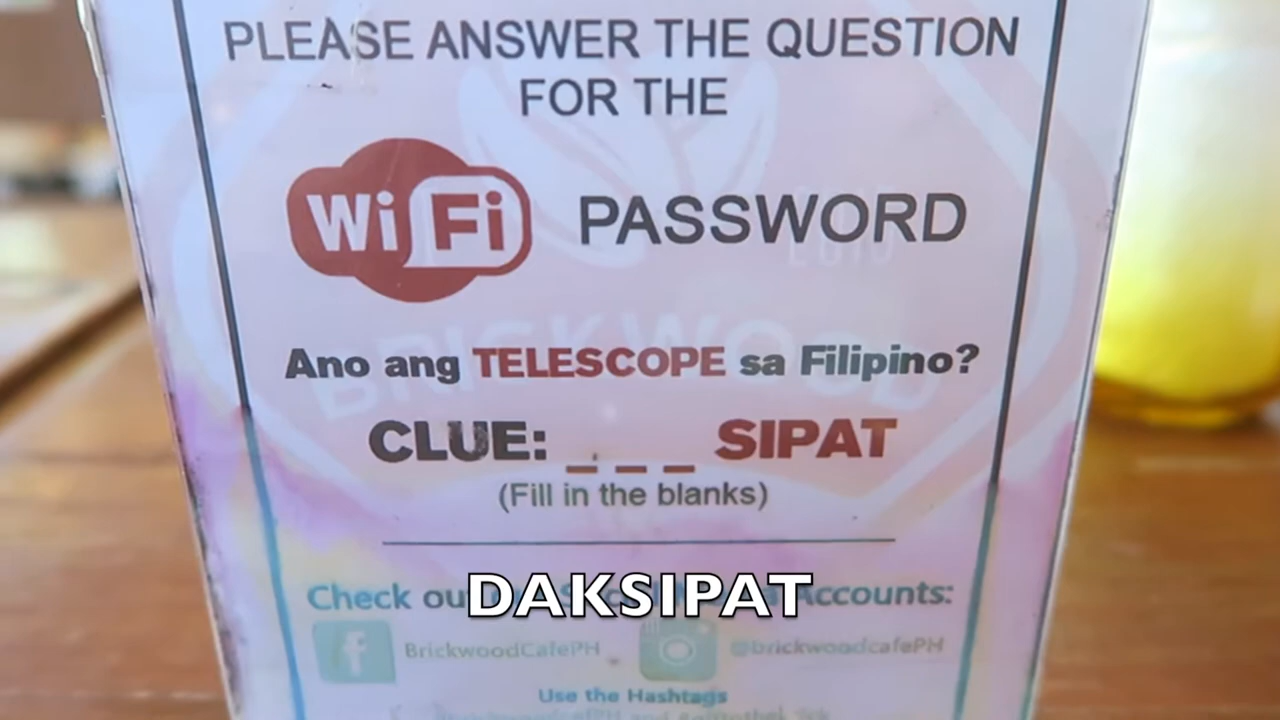 PLEASE ANSWER THE QUESTION
FOR THE
WiFi PASSWORD
Ano ang TELESCOPE sa Filipino?
CLUE: _ _ _ SIPAT
(Fill in the blanks)
Check ou Accounts:
DAKSIPAT
BrickwoodCafePH @brickwoodcafePH
Use the Hashtags
BRICKWOOD